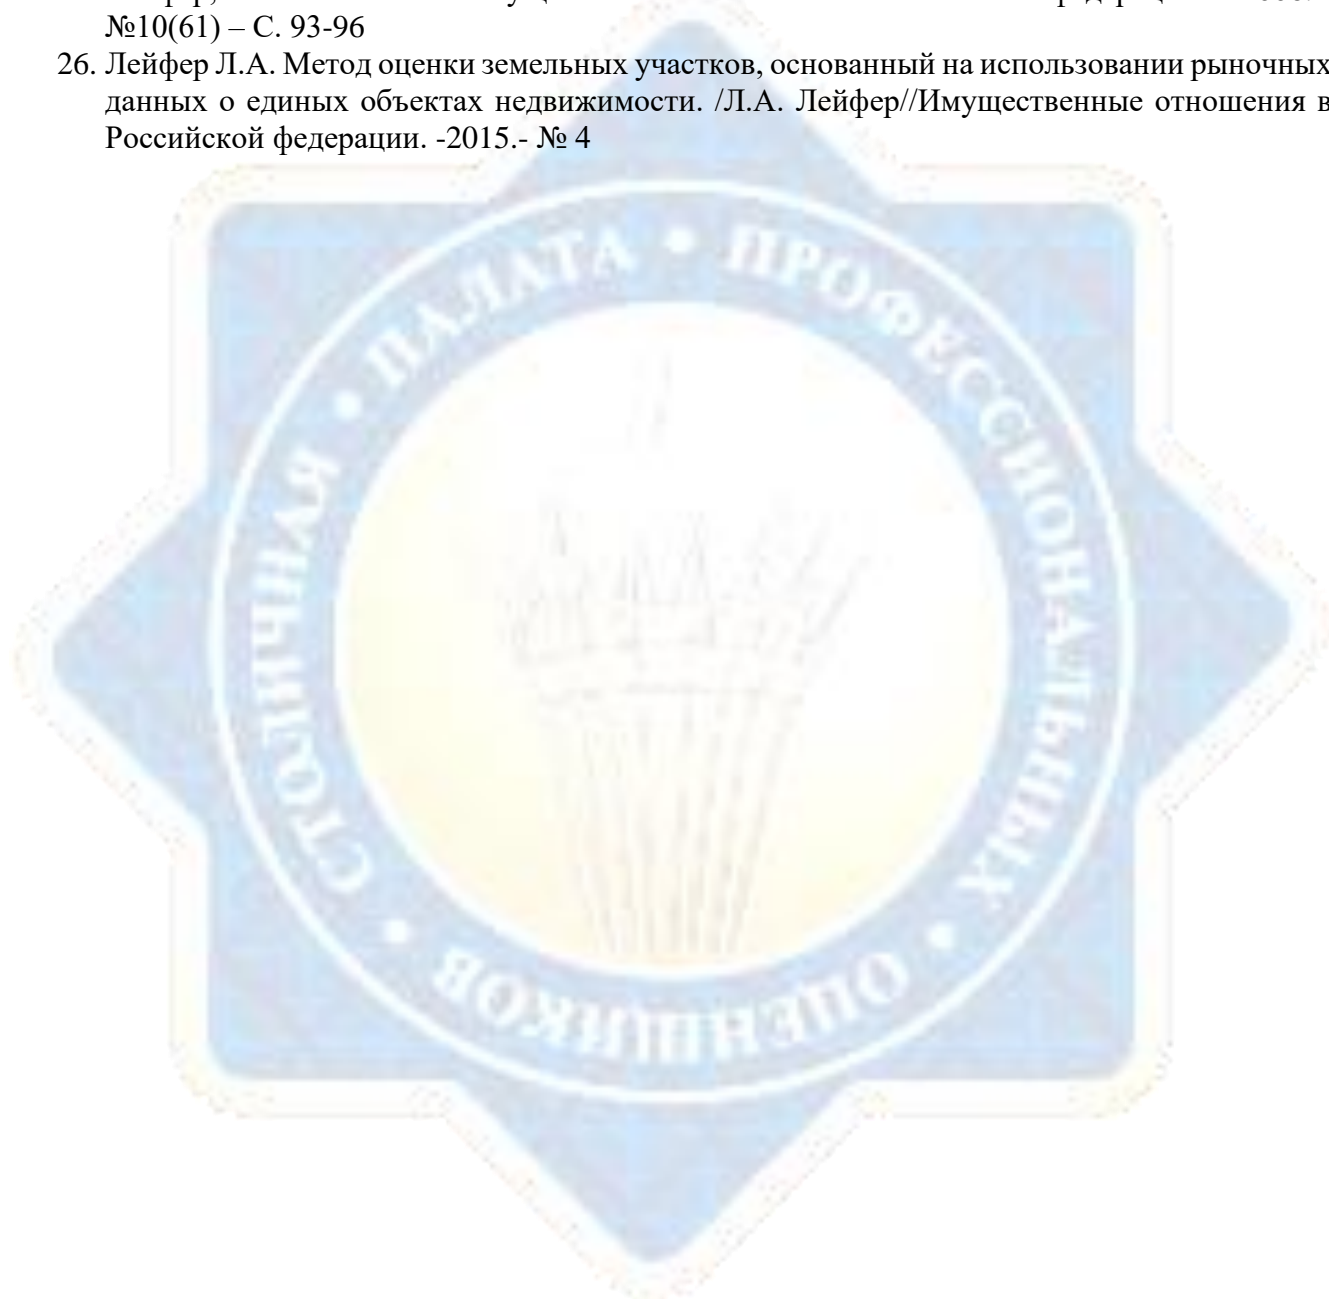 №10(61) – С. 93-96
26. Лейфер Л.А. Метод оценки земельных участков, основанный на использовании рыночных
данных о единых объектах недвижимости. /Л.А. Лейфер//Имущественные отношения в
Российской федерации. -2015.- № 4
СТОЛИЧНАЯ • ПАЛАТА • ПРОФЕССИОНАЛЬНЫХ • ОЦЕНЩИКОВ •